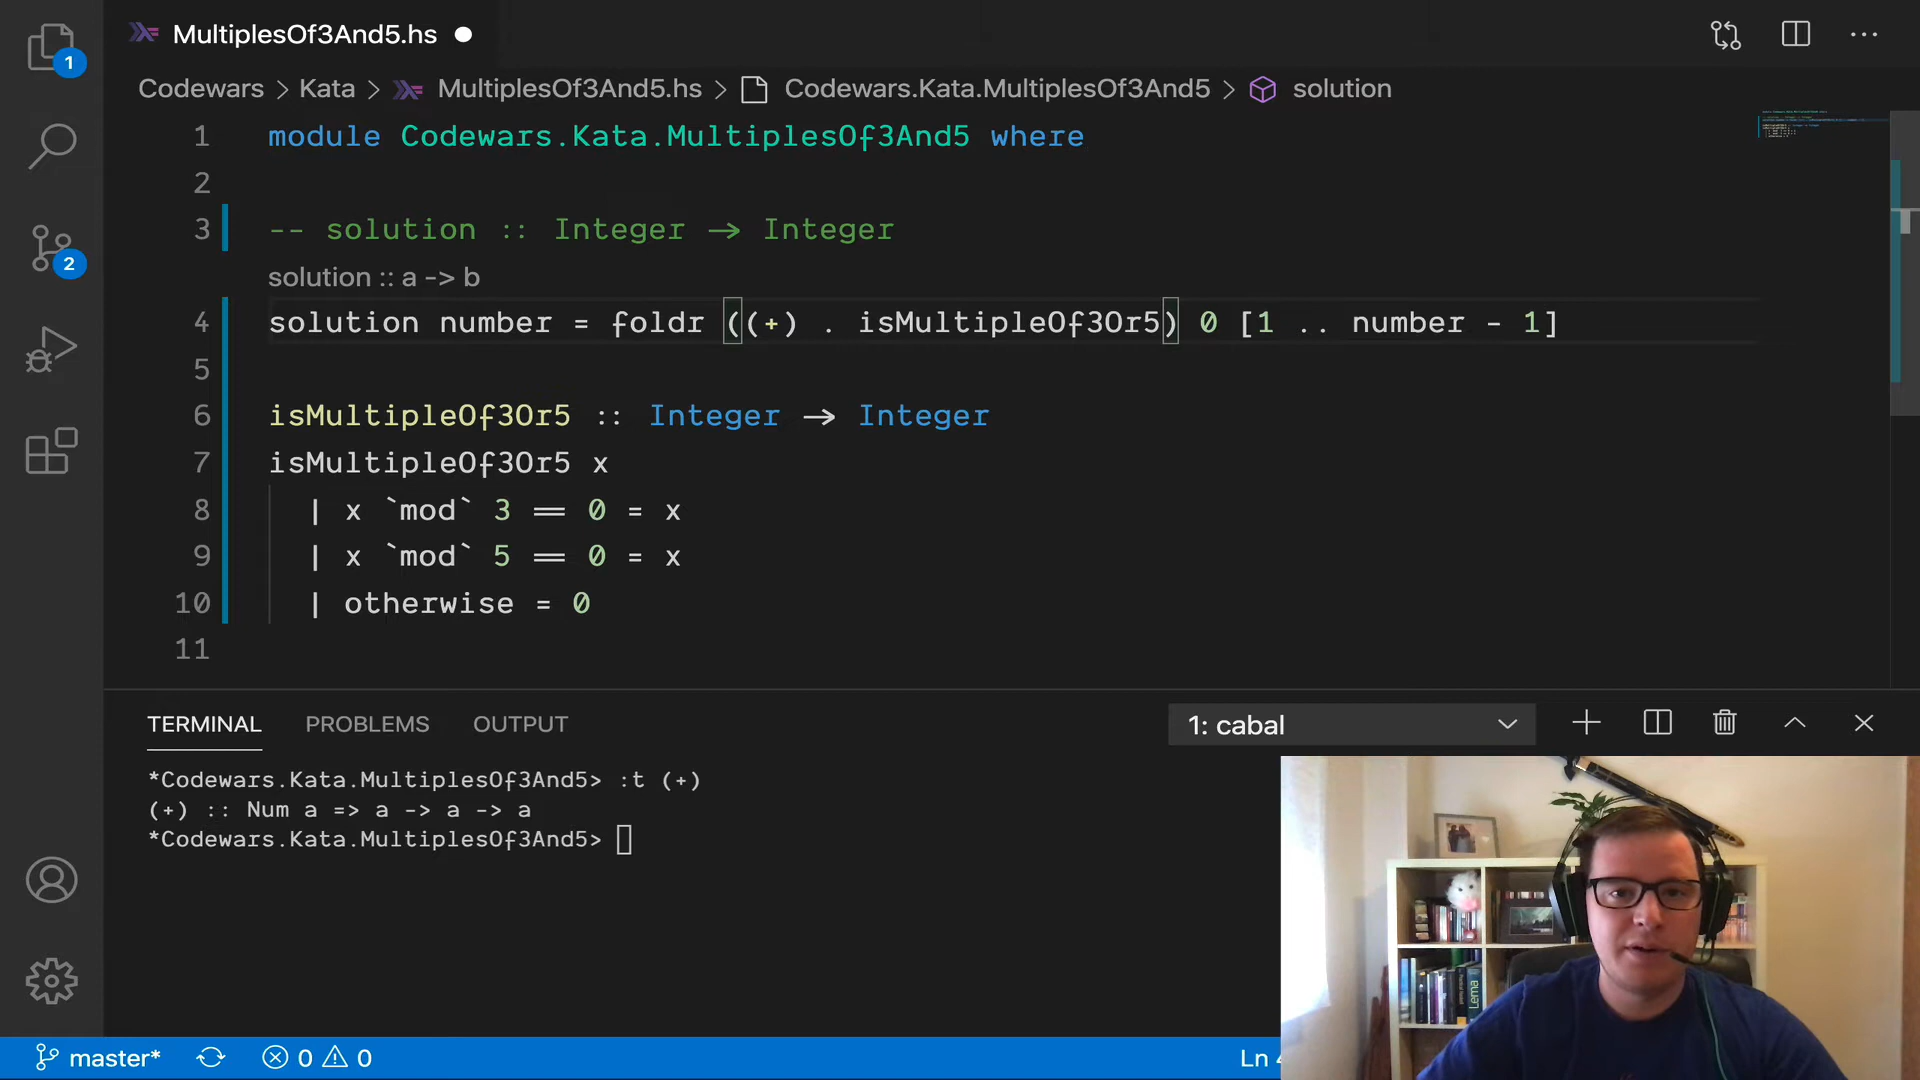 MultiplesOf3And5.hs
1
Codewars > Kata > MultiplesOf3And5.hs > Codewars.Kata.MultiplesOf3And5 > solution
1 module Codewars.Kata.MultiplesOf3And5 where
2
3 -- solution :: Integer -> Integer
solution :: a -> b
4 solution number = foldr ((+) . isMultipleOf3Or5) 0 [1 .. number - 1]
5
6 isMultipleOf3Or5 :: Integer -> Integer
7 isMultipleOf3Or5 x
8 | x `mod` 3 == 0 = x
9 | x `mod` 5 == 0 = x
10 | otherwise = 0
11
2
TERMINAL PROBLEMS OUTPUT 1: cabal
*Codewars.Kata.MultiplesOf3And5> :t (+)
(+) :: Num a => a -> a -> a
*Codewars.Kata.MultiplesOf3And5>
master* 0 0 Ln